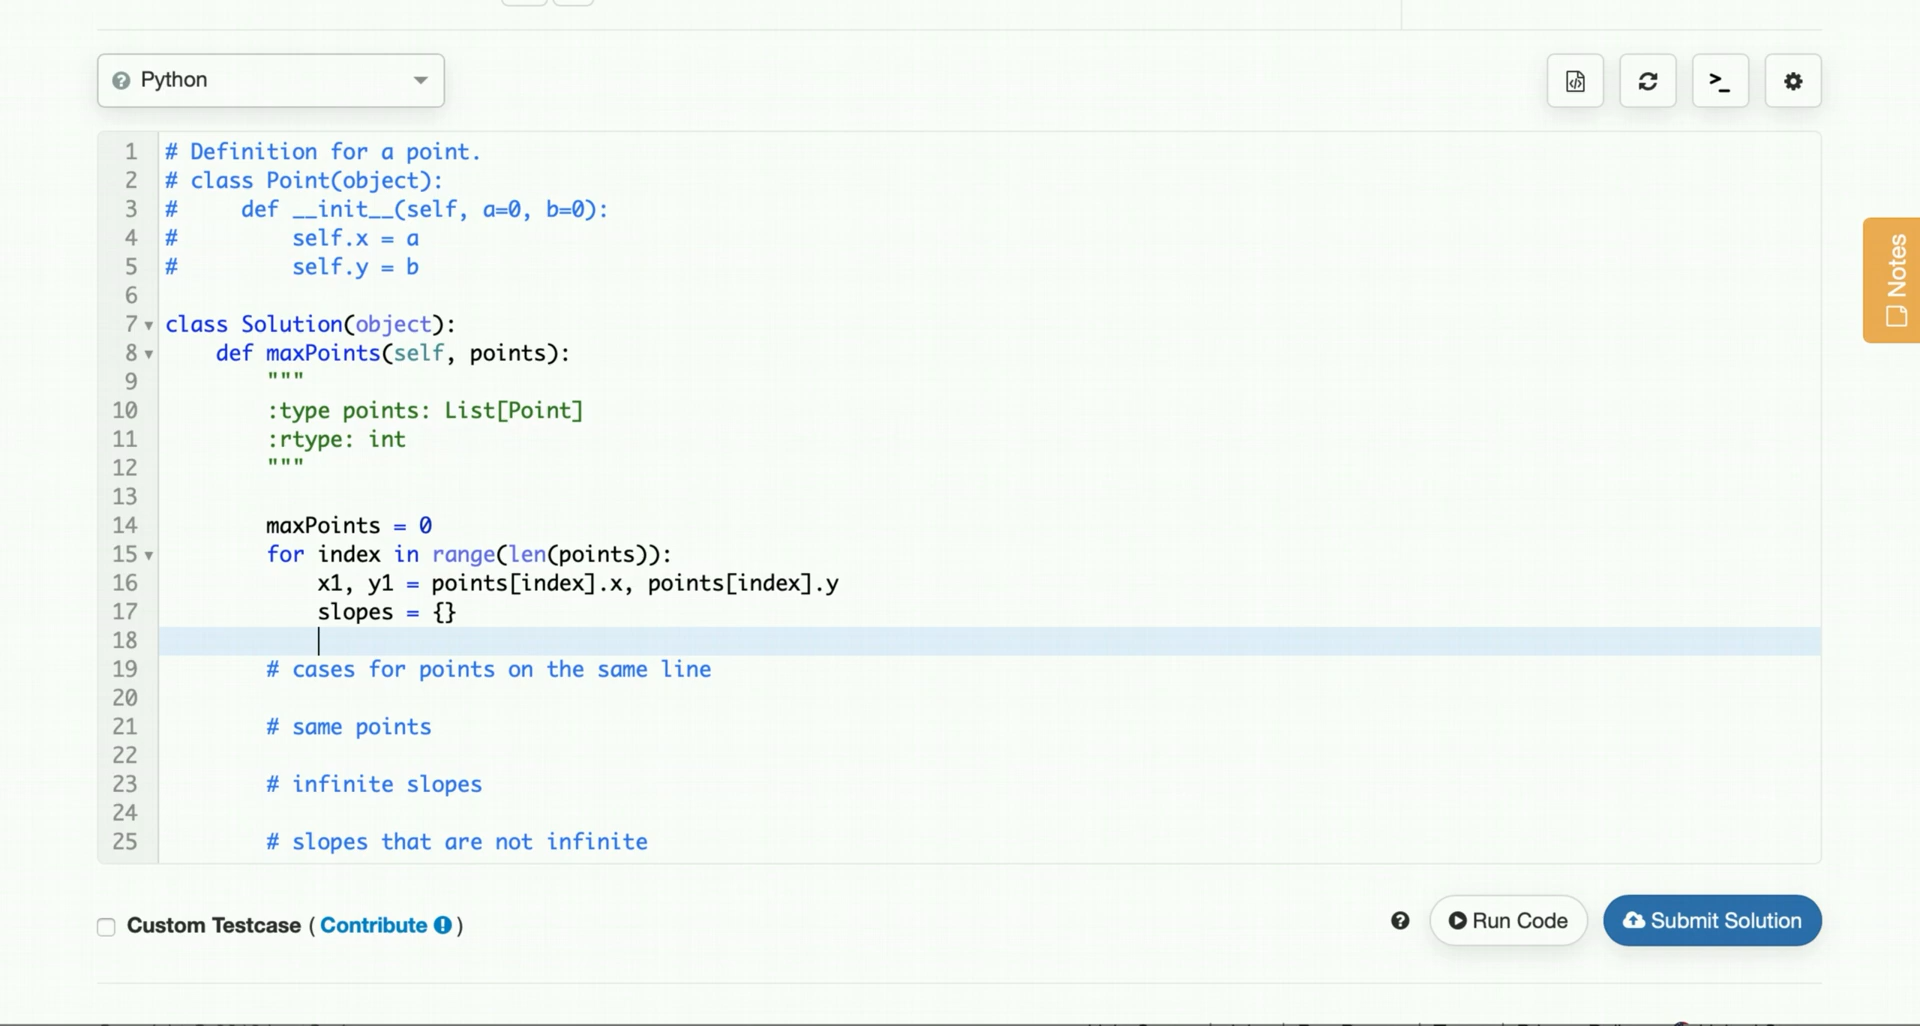 Python
1 # Definition for a point.
2 # class Point(object):
3 #     def __init__(self, a=0, b=0):
4 #         self.x = a
5 #         self.y = b
6
7 class Solution(object):
8     def maxPoints(self, points):
9         """
10         :type points: List[Point]
11         :rtype: int
12         """
13
14         maxPoints = 0
15         for index in range(len(points)):
16             x1, y1 = points[index].x, points[index].y
17             slopes = {}
18
19         # cases for points on the same line
20
21         # same points
22
23         # infinite slopes
24
25         # slopes that are not infinite
Notes
Custom Testcase ( Contribute )
Run Code
Submit Solution